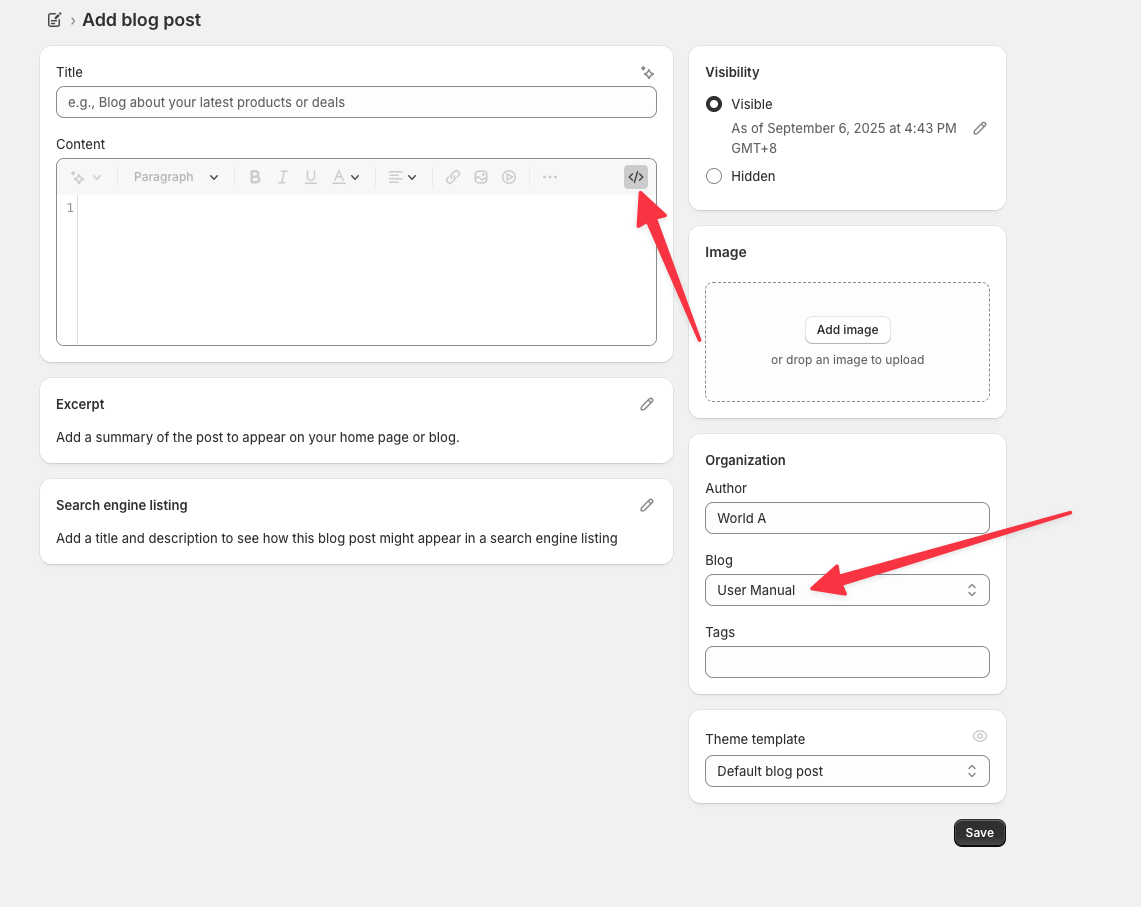 Add blog post
Title
e.g., Blog about your latest products or deals
Content
Paragraph
B I U A
</>
1
Excerpt
Add a summary of the post to appear on your home page or blog.
Search engine listing
Add a title and description to see how this blog post might appear in a search engine listing
Visibility
Visible
As of September 6, 2025 at 4:43 PM
GMT+8
Hidden
Image
Add image
or drop an image to upload
Organization
Author
World A
Blog
User Manual
Tags
Theme template
Default blog post
Save